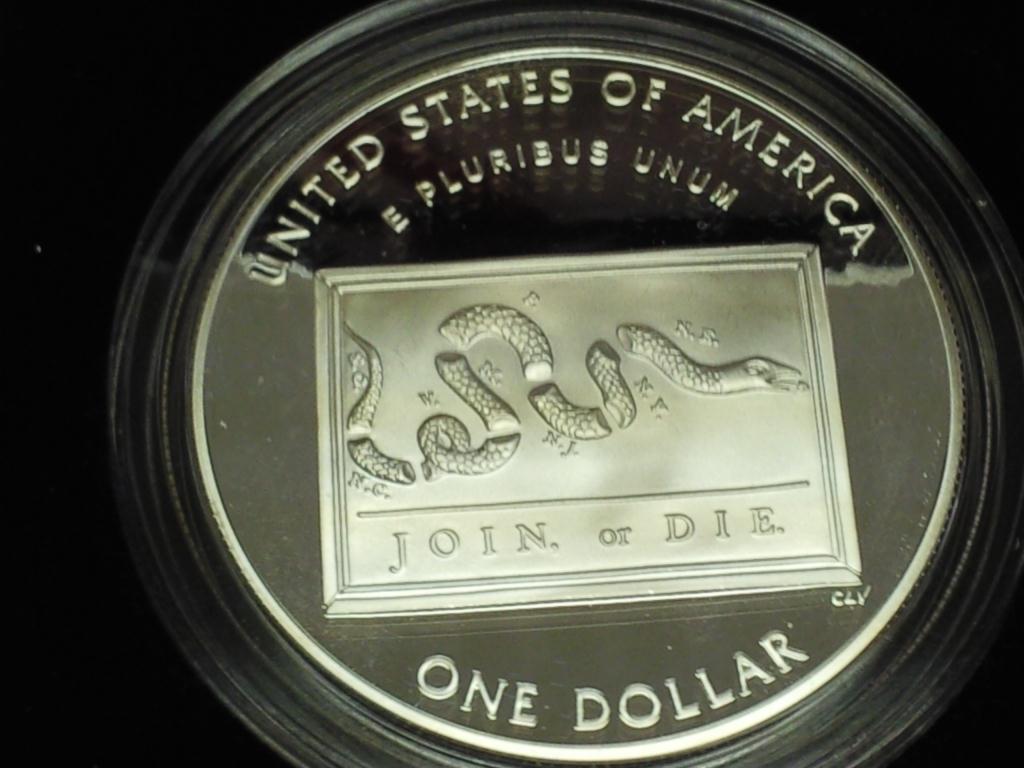 UNITED STATES OF AMERICA
E PLURIBUS UNUM
N.E.
V.
N.J.
N.C.
JOIN. or DIE.
CLV
ONE DOLLAR